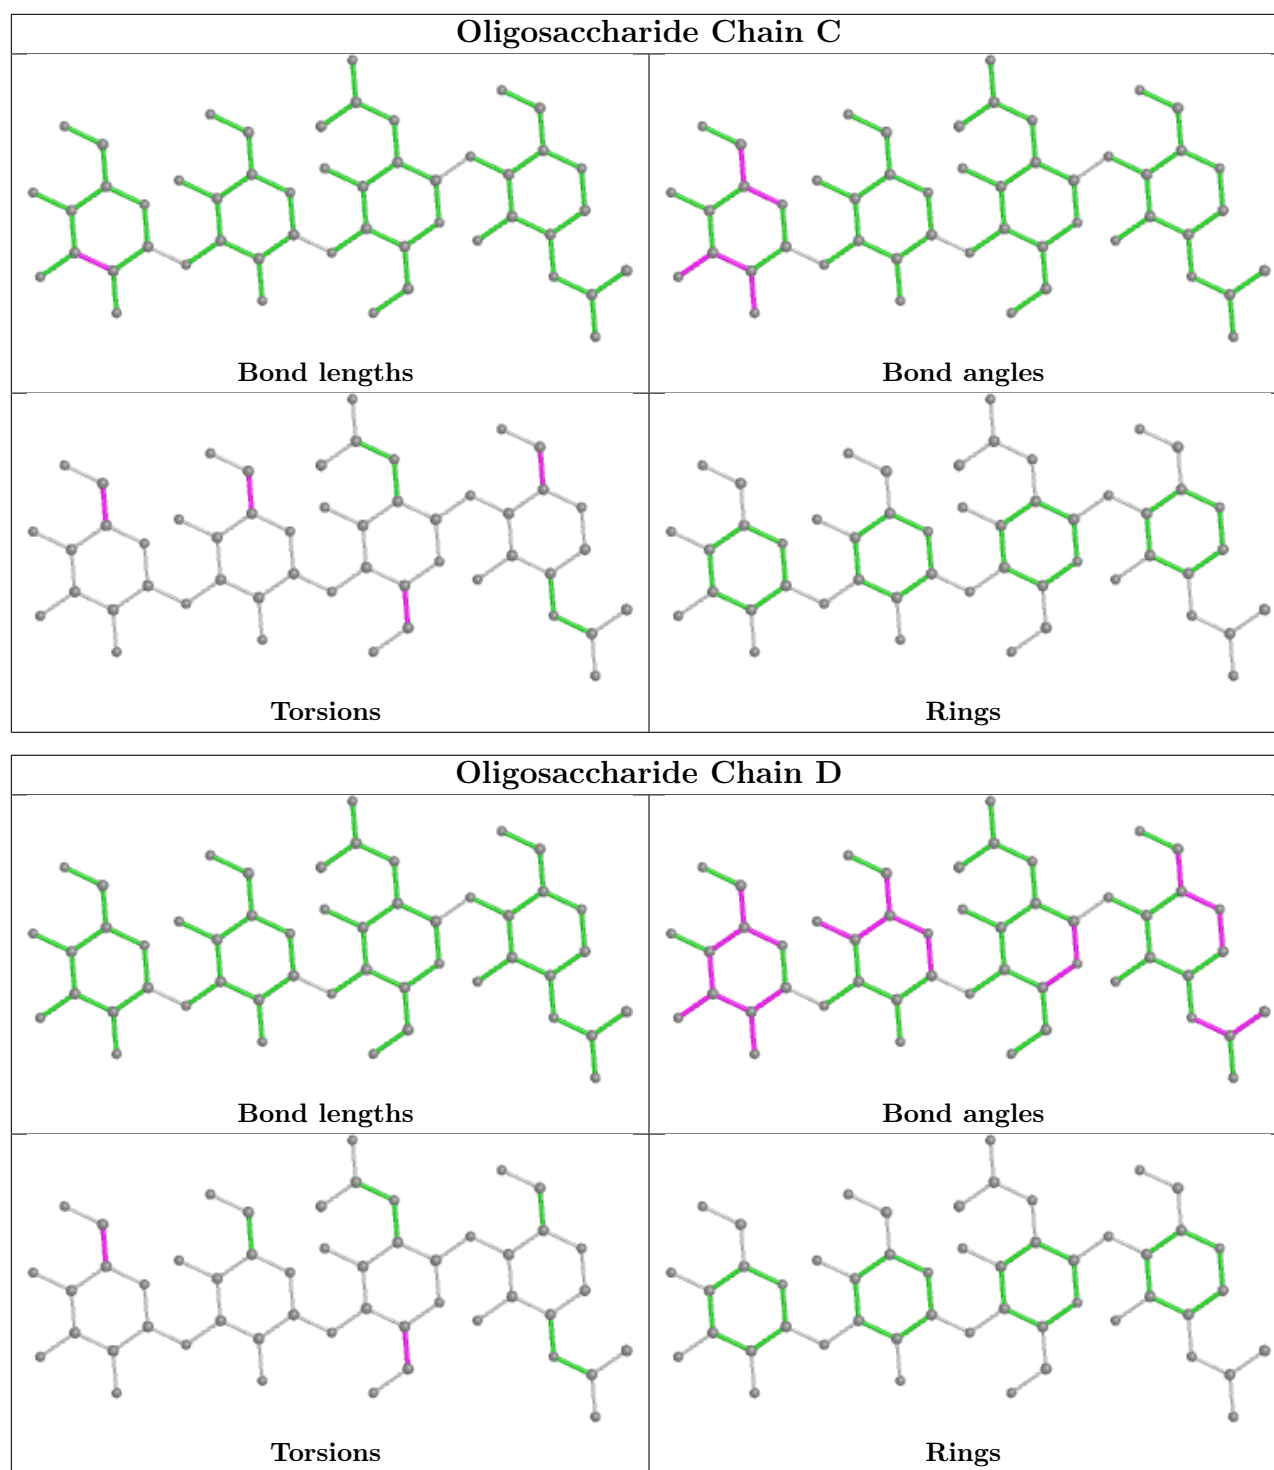 Oligosaccharide Chain C
Bond lengths
Bond angles
Torsions
Rings
Oligosaccharide Chain D
Bond lengths
Bond angles
Torsions
Rings